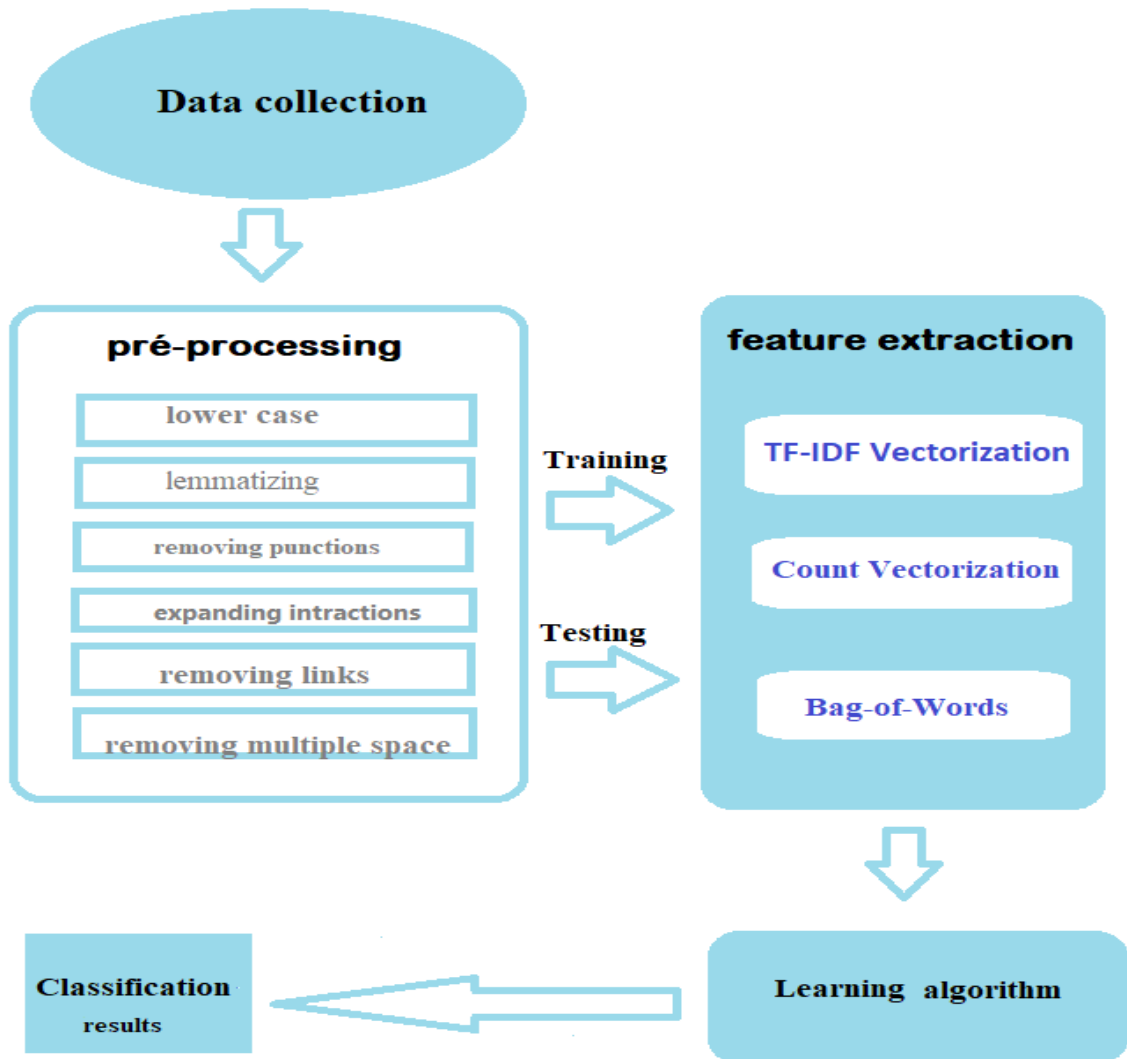 Data collection
pré-processing
lower case
lemmatizing
removing punctions
expanding intractions
removing links
removing multiple space
Training
Testing
feature extraction
TF-IDF Vectorization
Count Vectorization
Bag-of-Words
Learning algorithm
Classification
results